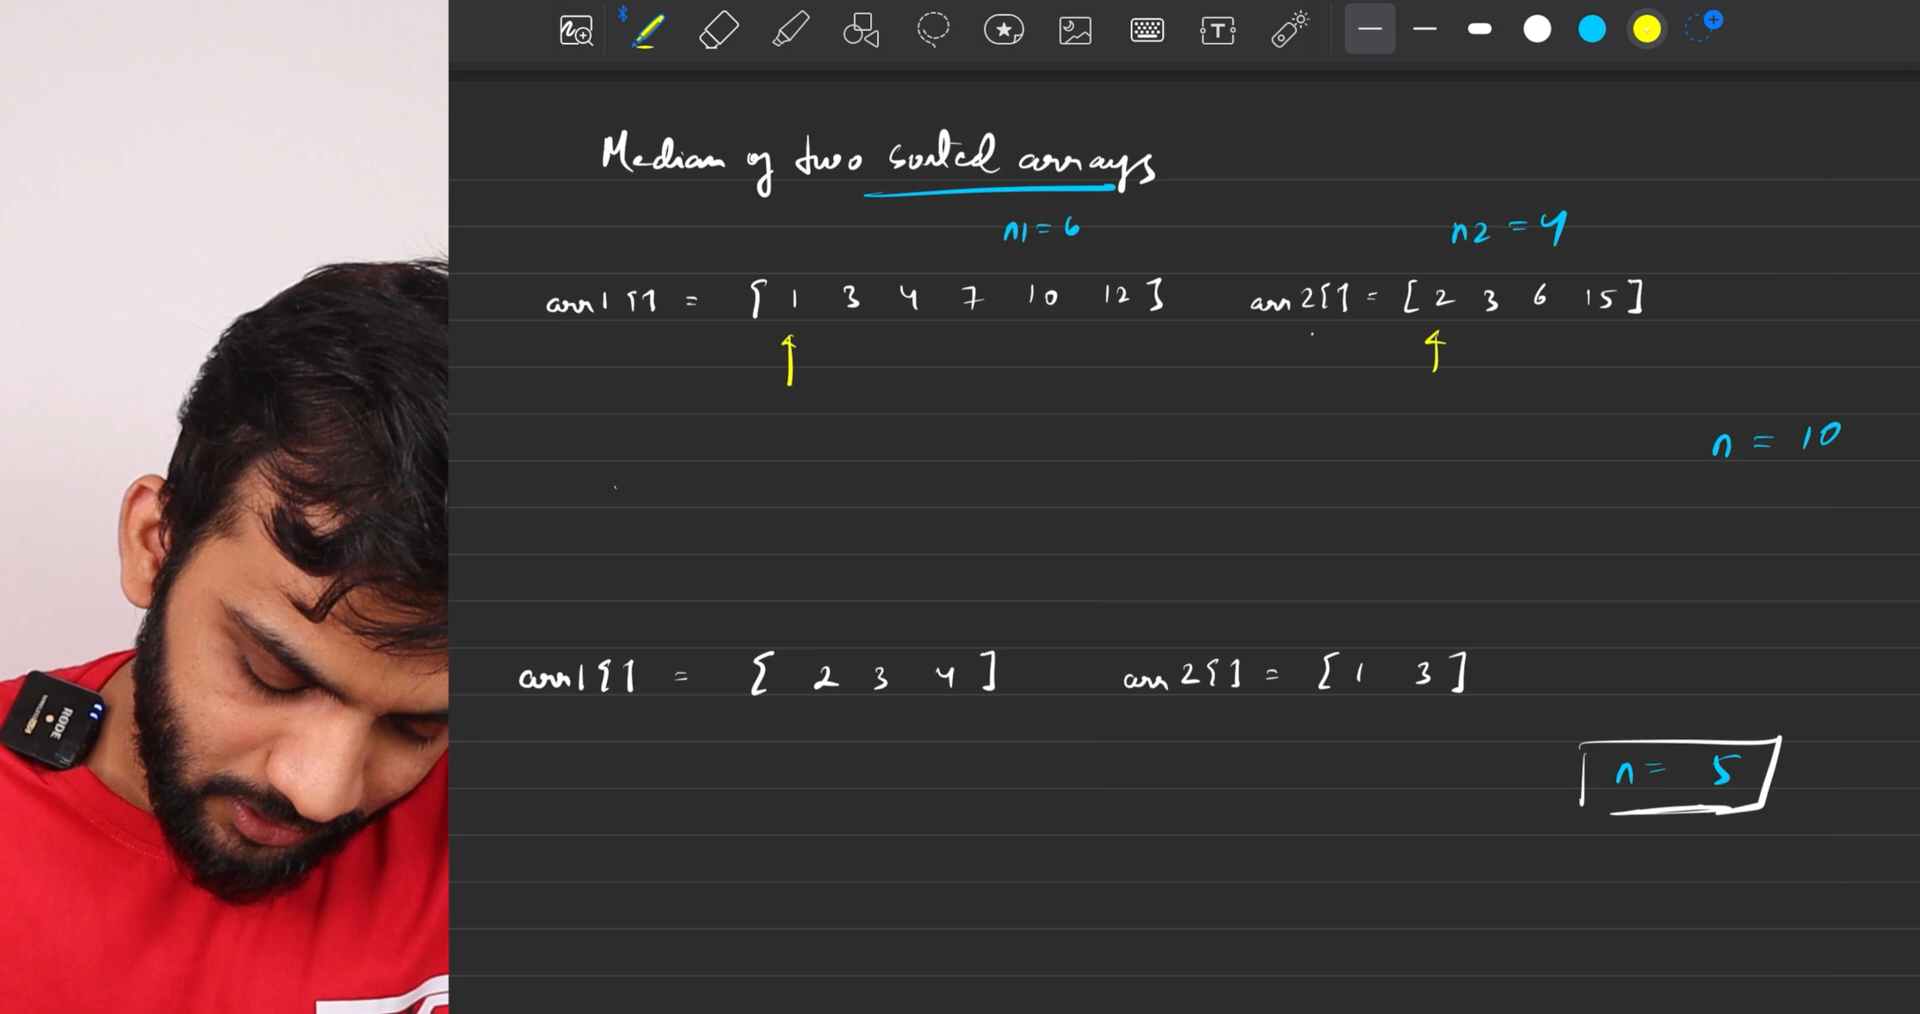 Median of two sorted arrays
n1 = 6
n2 = 4
arr1[] = [ 1 3 4 7 10 12 ]
arr2[] = [ 2 3 6 15 ]
n = 10
arr1[] = [ 2 3 4 ]
arr2[] = [ 1 3 ]
n = 5
RODE